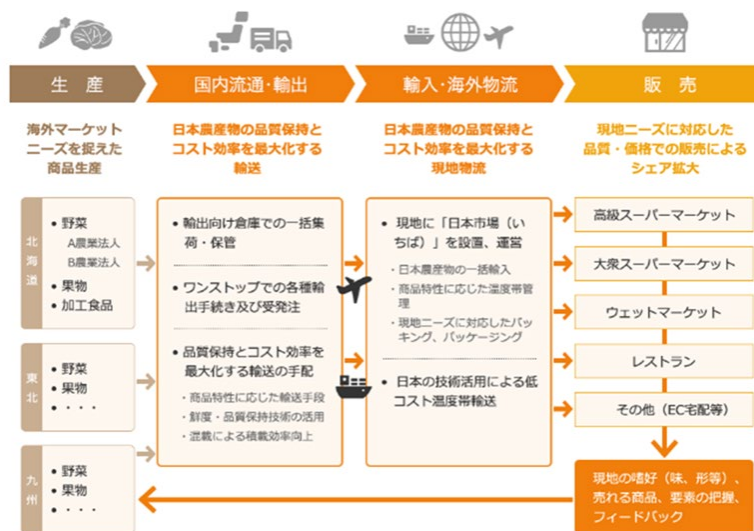 生 産
国内流通・輸出
輸入・海外物流
販 売
海外マーケット
ニーズを捉えた
商品生産
日本農産物の品質保持と
コスト効率を最大化する
輸送
日本農産物の品質保持と
コスト効率を最大化する
現地物流
現地ニーズに対応した
品質・価格での販売による
シェア拡大
北海道
• 野菜
A農業法人
B農業法人
• 果物
• 加工食品
東北
• 野菜
• 果物
• ・・・・
九州
• 野菜
• 果物
• ・・・・
• 輸出向け倉庫での一括集
荷・保管
• ワンストップでの各種輸
出手続き及び受発注
• 品質保持とコスト効率を
最大化する輸送の手配
・商品特性に応じた輸送手段
・鮮度・品質保持技術の活用
・混載による積載効率向上
• 現地に「日本市場（い
ちば）」を設置、運営
・日本農産物の一括輸入
・商品特性に応じた温度帯管
理
・現地ニーズに対応したパッ
キング、パッケージング
• 日本の技術活用による低
コスト温度帯輸送
高級スーパーマーケット
大衆スーパーマーケット
ウェットマーケット
レストラン
その他（EC宅配等）
現地の嗜好（味、形等）、
売れる商品、要素の把握、
フィードバック